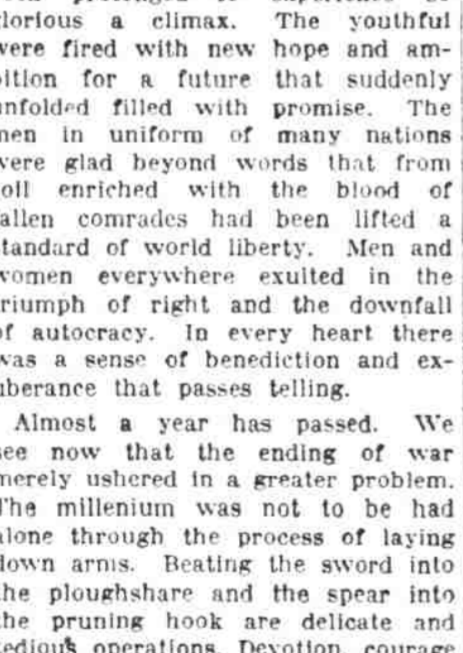 glorious a climax. The youthful
were fired with new hope and am-
bition for a future that suddenly
unfolded filled with promise. The
men in uniform of many nations
were glad beyond words that from
soil enriched with the blood of
fallen comrades had been lifted a
standard of world liberty. Men and
women everywhere exulted in the
triumph of right and the downfall
of autocracy. In every heart there
was a sense of benediction and ex-
uberance that passes telling.
Almost a year has passed. We
see now that the ending of war
merely ushered in a greater problem.
The millenium was not to be had
alone through the process of laying
down arms. Beating the sword into
the ploughshare and the spear into
the pruning hook are delicate and
tedious operations. Devotion, courage